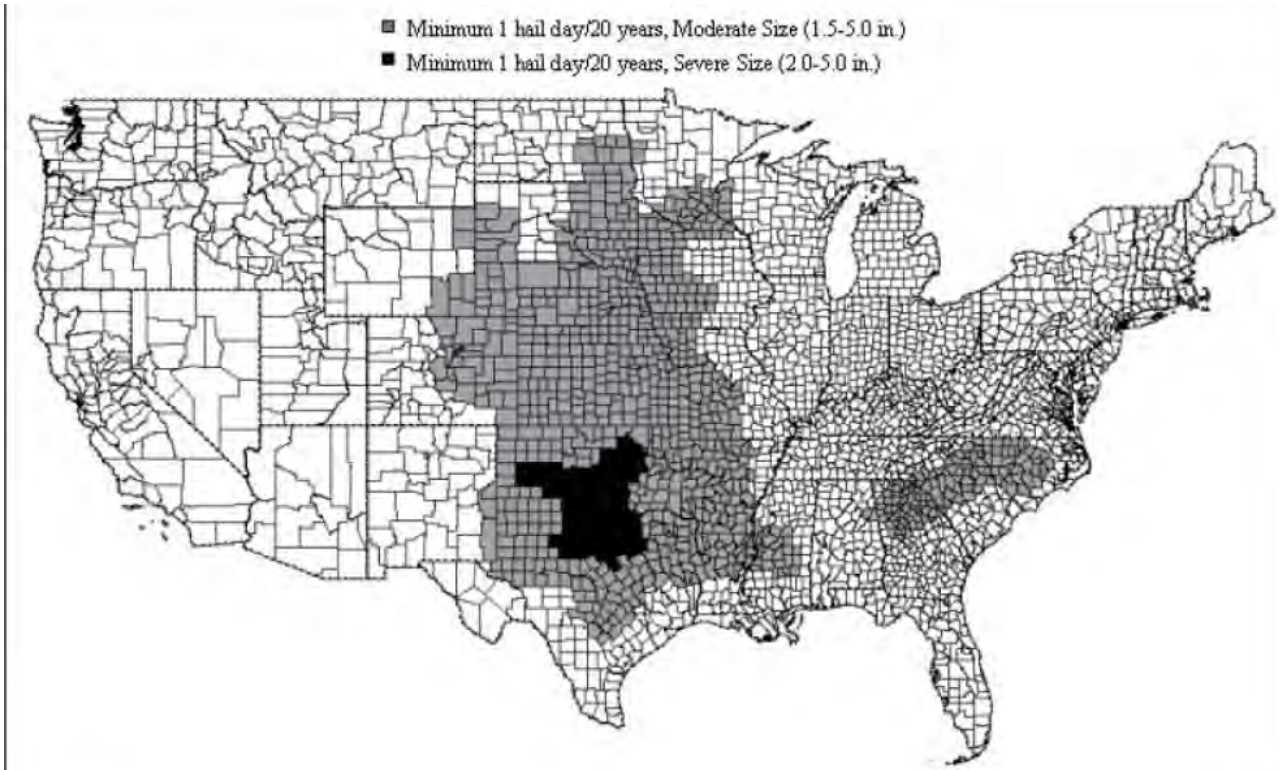 Minimum 1 hail day/20 years, Moderate Size (1.5-5.0 in.)
Minimum 1 hail day/20 years, Severe Size (2.0-5.0 in.)